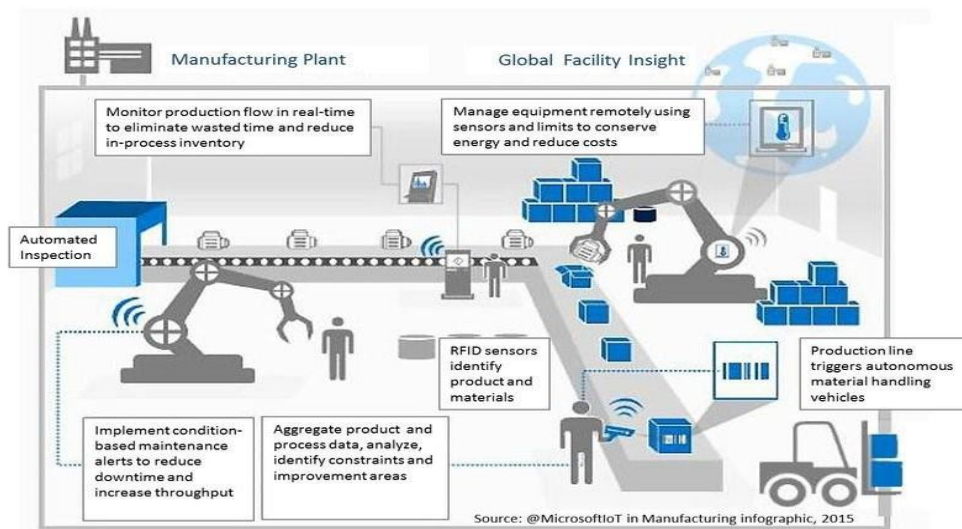 Manufacturing Plant
Global Facility Insight
Monitor production flow in real-time
to eliminate wasted time and reduce
in-process inventory
Manage equipment remotely using
sensors and limits to conserve
energy and reduce costs
Automated
Inspection
RFID sensors
identify
product and
materials
Production line
triggers autonomous
material handling
vehicles
Implement condition-
based maintenance
alerts to reduce
downtime and
increase throughput
Aggregate product and
process data, analyze,
identify constraints and
improvement areas
Source: @MicrosoftIoT in Manufacturing infographic, 2015